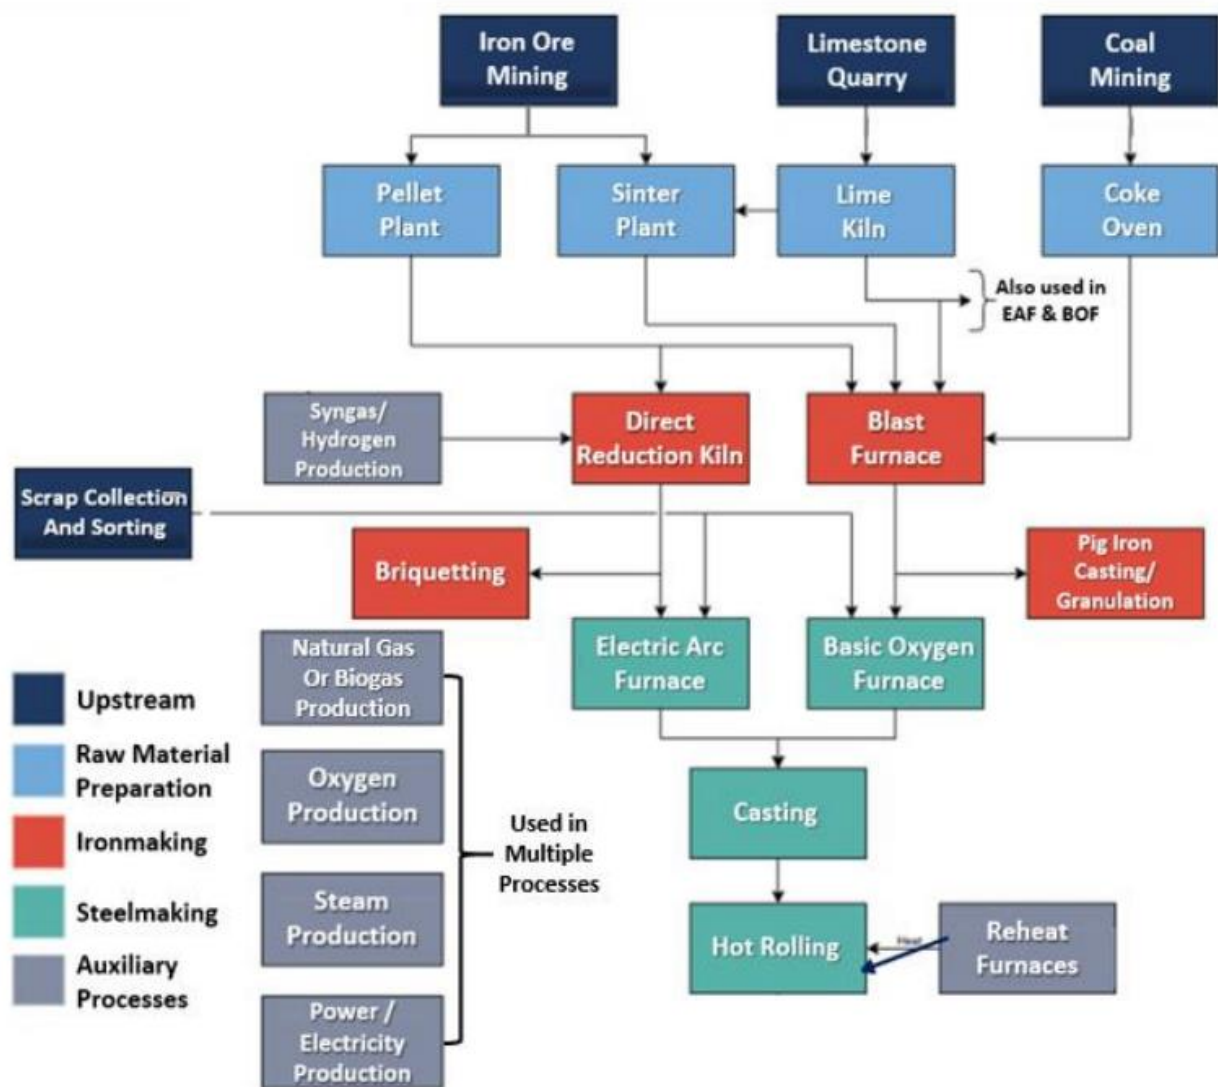 Iron Ore
Mining
Limestone
Quarry
Coal
Mining
Pellet
Plant
Sinter
Plant
Lime
Kiln
Coke
Oven
Also used in
EAF & BOF
Syngas/
Hydrogen
Production
Direct
Reduction Kiln
Blast
Furnace
Scrap Collection
And Sorting
Briquetting
Pig Iron
Casting/
Granulation
Electric Arc
Furnace
Basic Oxygen
Furnace
Natural Gas
Or Biogas
Production
Upstream
Raw Material
Preparation
Oxygen
Production
Casting
Used in
Multiple
Processes
Ironmaking
Steelmaking
Steam
Production
Hot Rolling
Heat
Reheat
Furnaces
Auxiliary
Processes
Power /
Electricity
Production